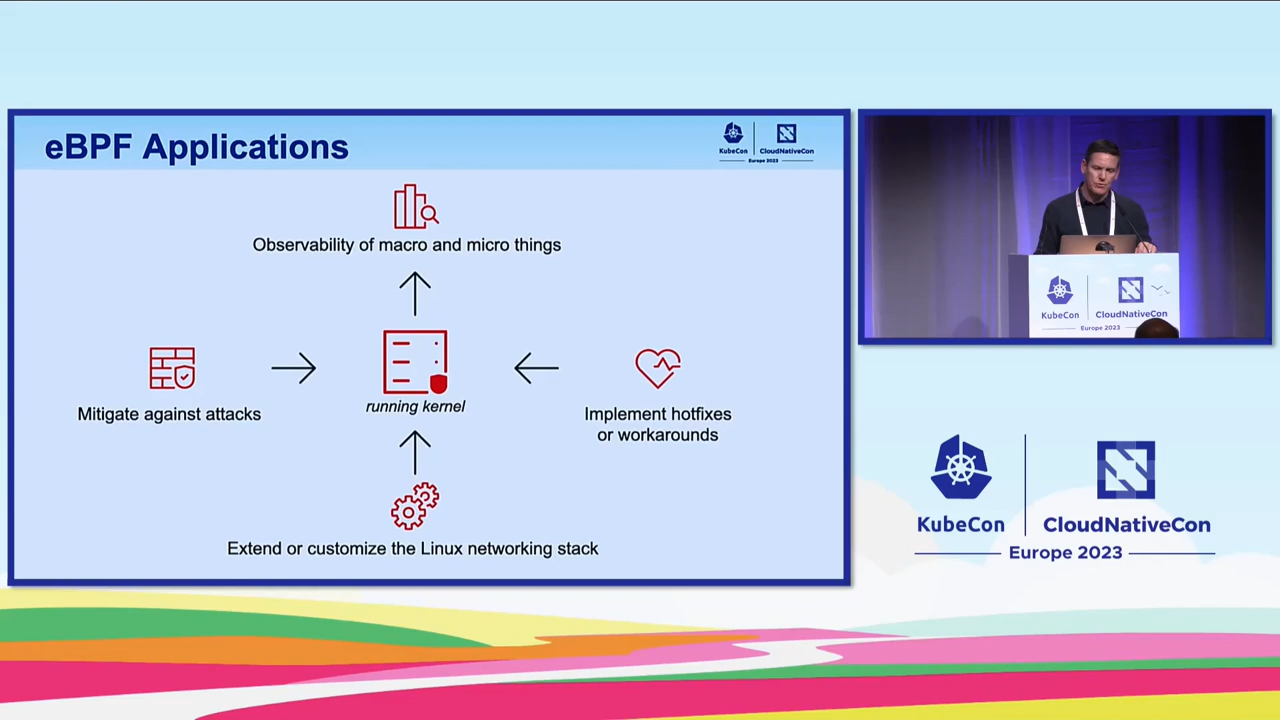 eBPF Applications
KubeCon
CloudNativeCon
Europe 2023
Observability of macro and micro things
Mitigate against attacks
running kernel
Implement hotfixes
or workarounds
Extend or customize the Linux networking stack
KubeCon
CloudNativeCon
Europe 2023
KubeCon
CloudNativeCon
Europe 2023